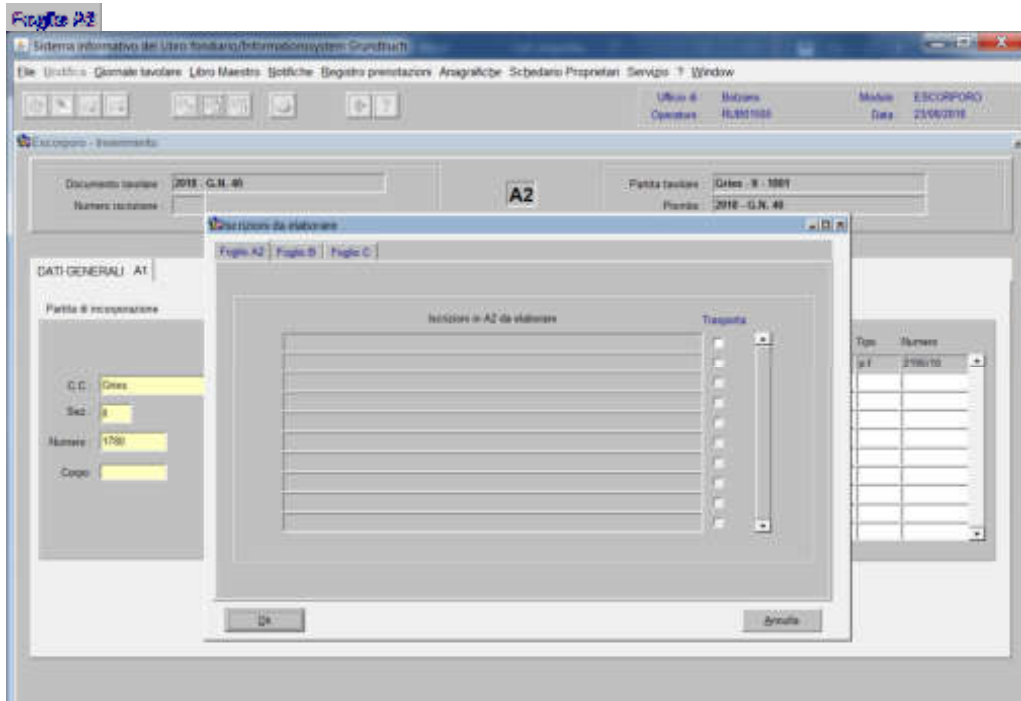 Foglio A2
Sistema informativo del Libro fondiario/Informationssystem Grundbuch
File Modifica Giornale tavolare Libro Maestro Notifiche Registro prenotazioni Anagrafiche Schedario Proprietari Servizio ? Window
Ufficio di Bolzano Modulo ESCORPORO
Operatore Data
Escorporo - Inserimento
Documento tavolare 2018 G.N. 40 A2 Partita tavolare Gries - II - 1801
Numero iscrizione Piombo 2018 - G.N. 40
Iscrizioni da elaborare
Foglio A2 Foglio B Foglio C
DATI GENERALI A1
Partita di incorporazione
Iscrizioni in A2 da elaborare Trasporta
Tipo Numero
p.f
C.C. Gries
Sez. II
Numero 1780
Corpo
Ok Annulla